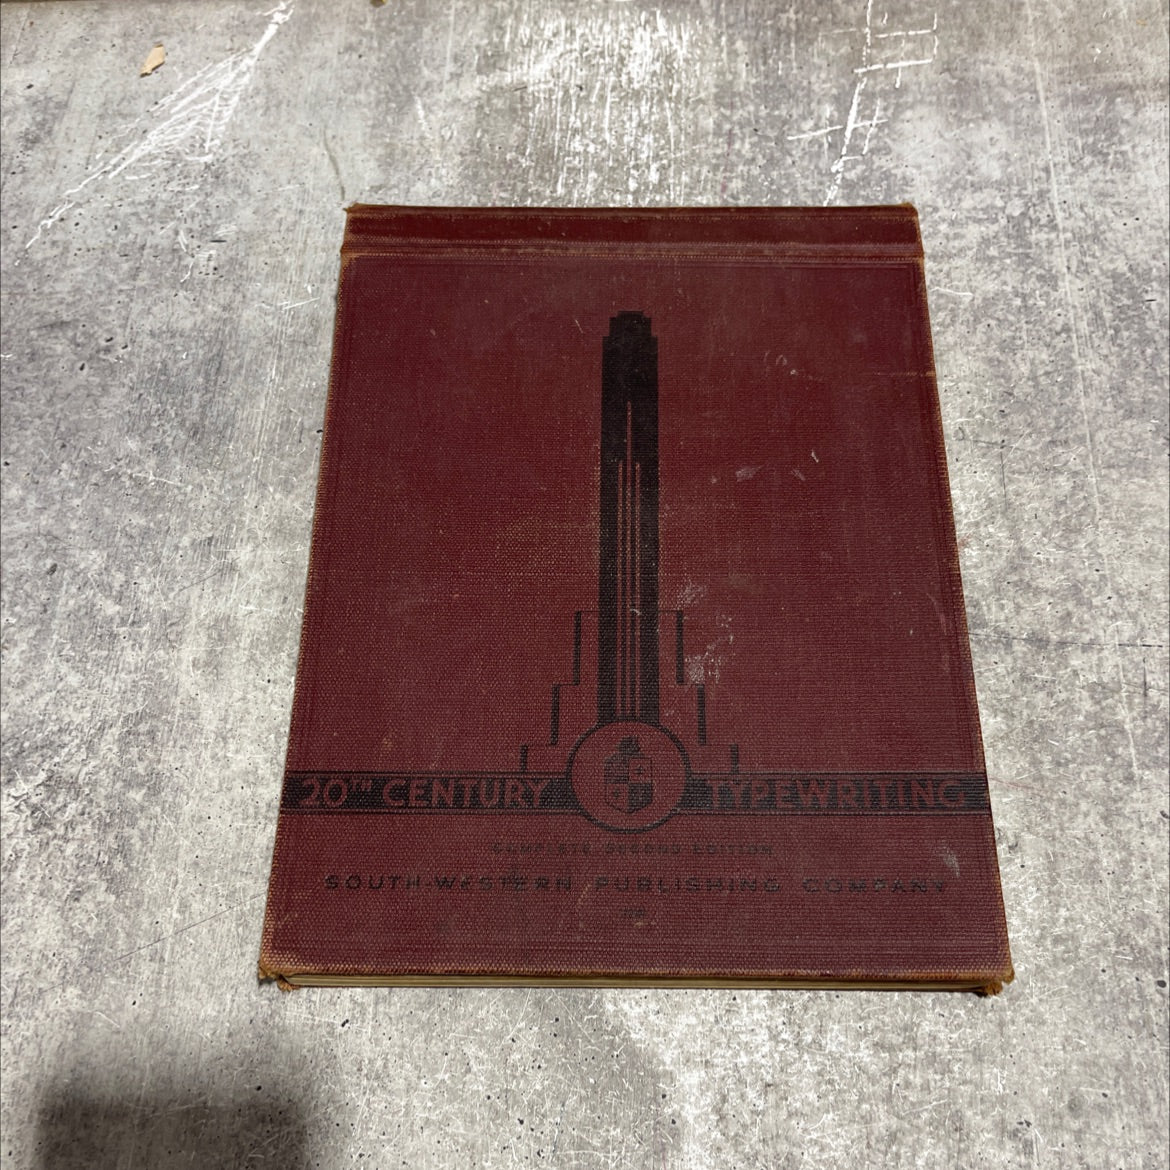 20TH CENTURY TYPEWRITING
COMPLETE SECOND EDITION
SOUTH-WESTERN PUBLISHING COMPANY